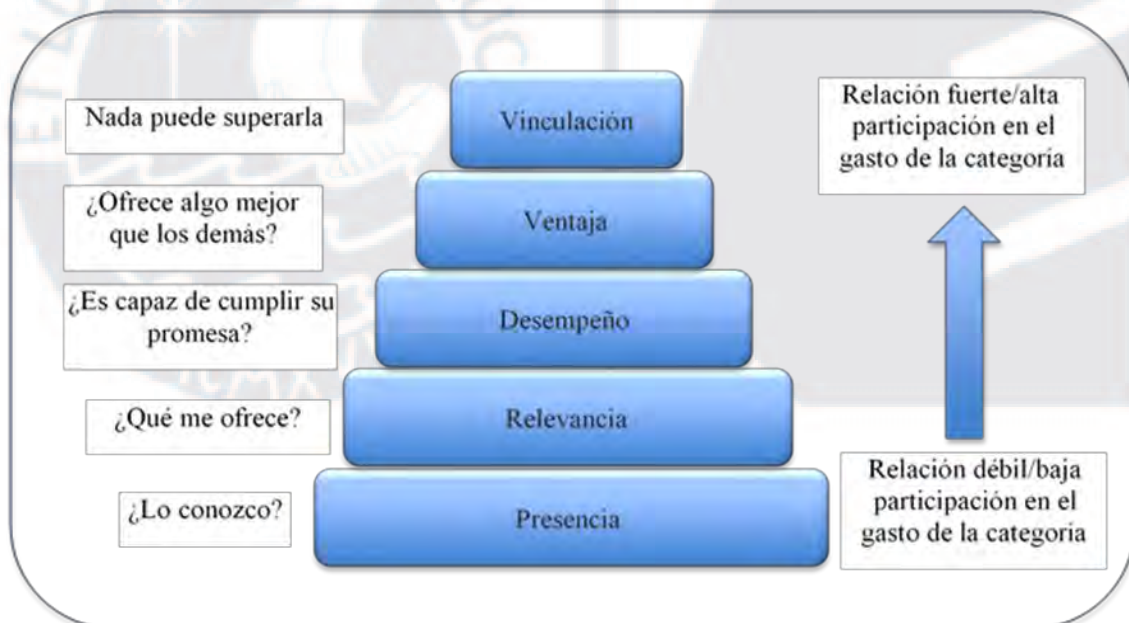 Nada puede superarla
Vinculación
Relación fuerte/alta
participación en el
gasto de la categoría
¿Ofrece algo mejor
que los demás?
Ventaja
¿Es capaz de cumplir su
promesa?
Desempeño
¿Qué me ofrece?
Relevancia
¿Lo conozco?
Presencia
Relación débil/baja
participación en el
gasto de la categoría